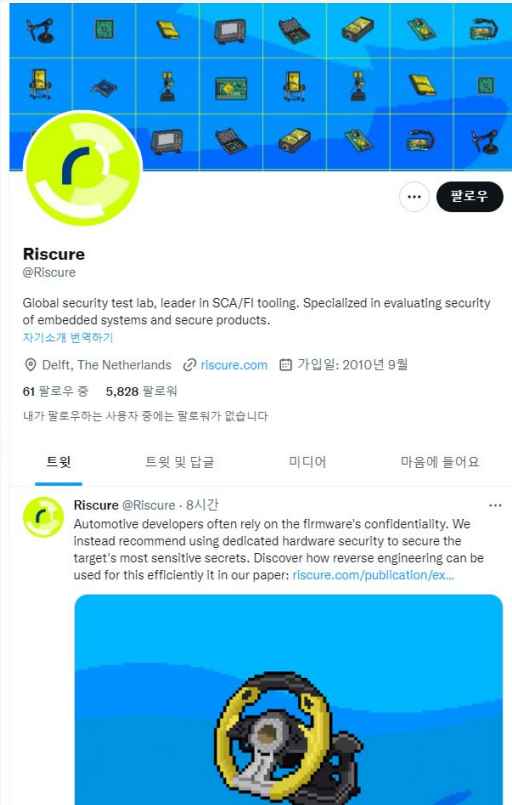 팔로우
Riscure
@Riscure
Global security test lab, leader in SCA/FI tooling. Specialized in evaluating security
of embedded systems and secure products.
자기소개 번역하기
Delft, The Netherlands riscure.com 가입일: 2010년 9월
61 팔로우 중 5,828 팔로워
내가 팔로우하는 사용자 중에는 팔로워가 없습니다
트윗 트윗 및 답글 미디어 마음에 들어요
Riscure @Riscure · 8시간
Automotive developers often rely on the firmware's confidentiality. We
instead recommend using dedicated hardware security to secure the
target's most sensitive secrets. Discover how reverse engineering can be
used for this efficiently it in our paper: riscure.com/publication/ex...